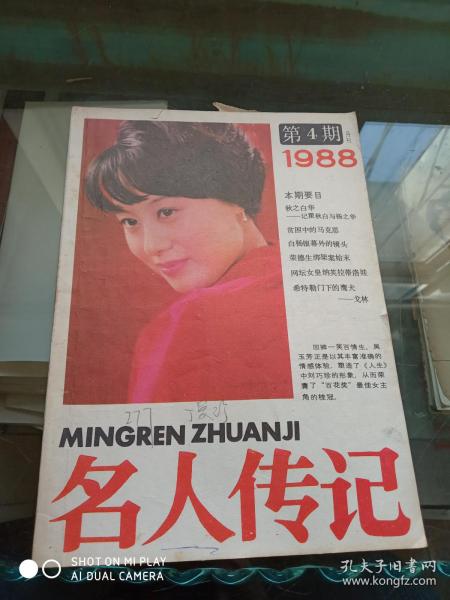 第4期
1988
本期要目
秋之白华
——记瞿秋白与杨之华
贫困中的马克思
白杨银幕外的镜头
荣德生绑架案始末
网坛女皇纳芙拉蒂洛娃
希特勒门下的鹰犬
——戈林
回眸一笑百情生,吴
玉芳正是以其丰富准确的
情感体验,塑造了《人生》
中刘巧珍的形象,从而荣
膺了“百花奖”最佳女主
角的桂冠。
277
MINGREN ZHUANJI
名人传记
SHOT ON MI PLAY
AI DUAL CAMERA
孔夫子旧书网
www.kongfz.com